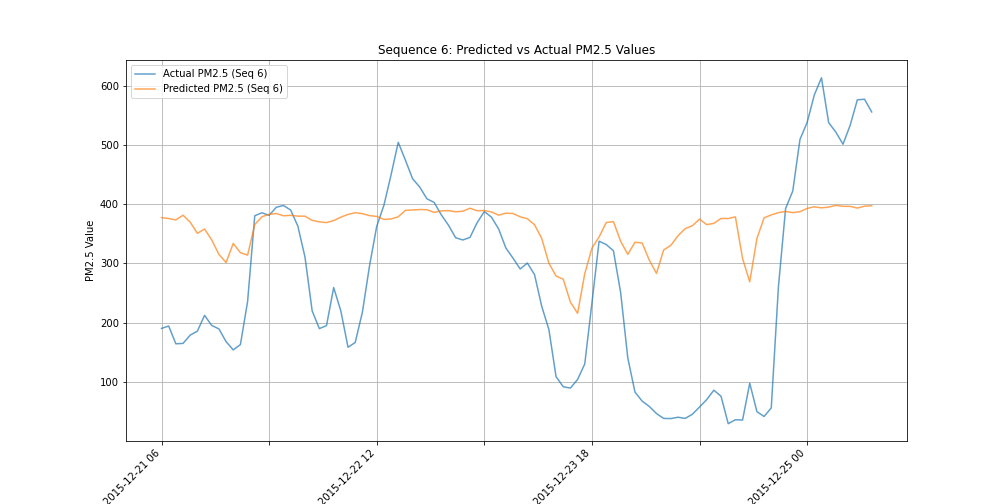 Sequence 6: Predicted vs Actual PM2.5 Values
Actual PM2.5 (Seq 6)
Predicted PM2.5 (Seq 6)
600
500
400
300
200
100
PM2.5 Value
2015-12-21 06
2015-12-22 12
2015-12-23 18
2015-12-25 00